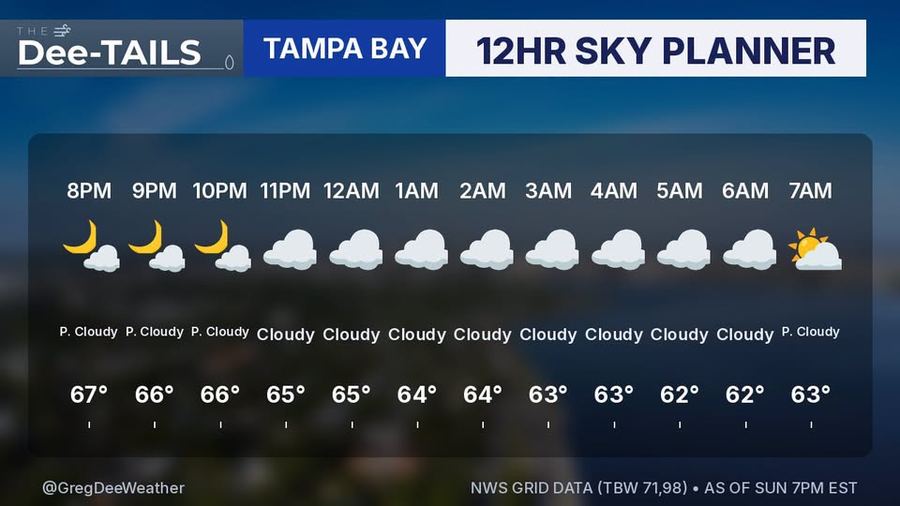 THE
Dee-TAILS
TAMPA BAY
12HR SKY PLANNER
8PM 9PM 10PM 11PM 12AM 1AM 2AM 3AM 4AM 5AM 6AM 7AM
P. Cloudy P. Cloudy P. Cloudy Cloudy Cloudy Cloudy Cloudy Cloudy Cloudy Cloudy Cloudy P. Cloudy
67° 66° 66° 65° 65° 64° 64° 63° 63° 62° 62° 63°
@GregDeeWeather
NWS GRID DATA (TBW 71,98) • AS OF SUN 7PM EST